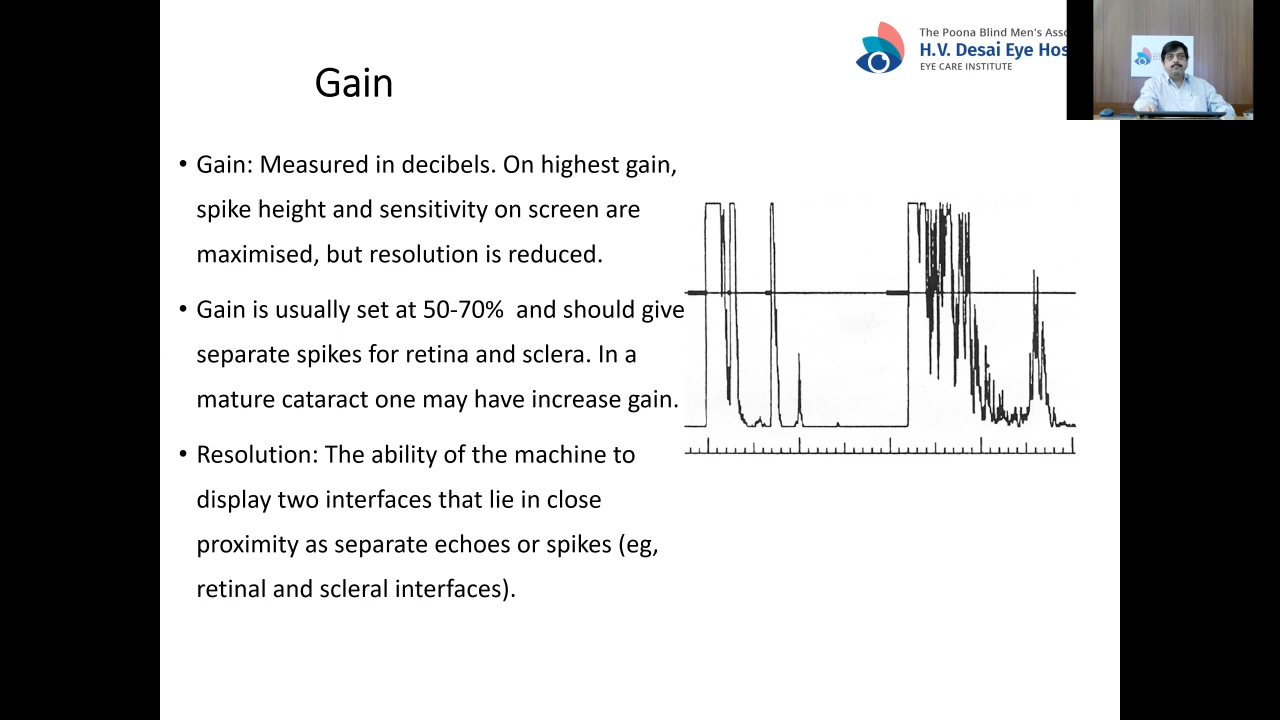 Gain
The Poona Blind Men's Asso
H.V. Desai Eye Hos
EYE CARE INSTITUTE
• Gain: Measured in decibels. On highest gain,
spike height and sensitivity on screen are
maximised, but resolution is reduced.
• Gain is usually set at 50-70%  and should give
separate spikes for retina and sclera. In a
mature cataract one may have increase gain.
• Resolution: The ability of the machine to
display two interfaces that lie in close
proximity as separate echoes or spikes (eg,
retinal and scleral interfaces).